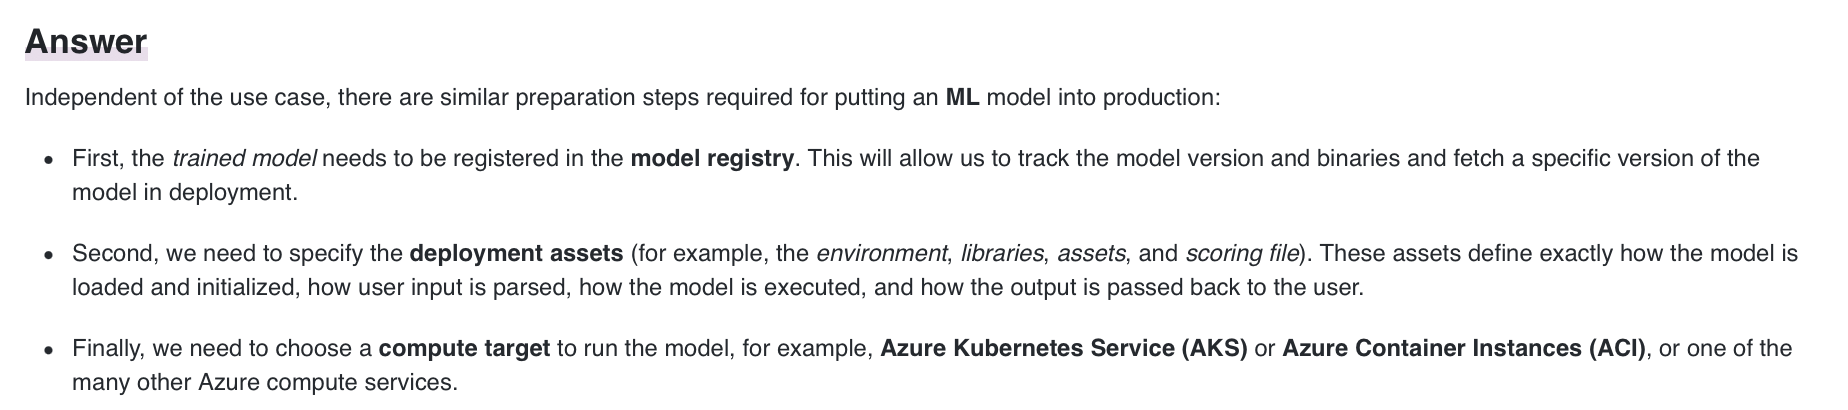 Answer
Independent of the use case, there are similar preparation steps required for putting an ML model into production:
• First, the trained model needs to be registered in the model registry. This will allow us to track the model version and binaries and fetch a specific version of the
model in deployment.
• Second, we need to specify the deployment assets (for example, the environment, libraries, assets, and scoring file). These assets define exactly how the model is
loaded and initialized, how user input is parsed, how the model is executed, and how the output is passed back to the user.
• Finally, we need to choose a compute target to run the model, for example, Azure Kubernetes Service (AKS) or Azure Container Instances (ACI), or one of the
many other Azure compute services.